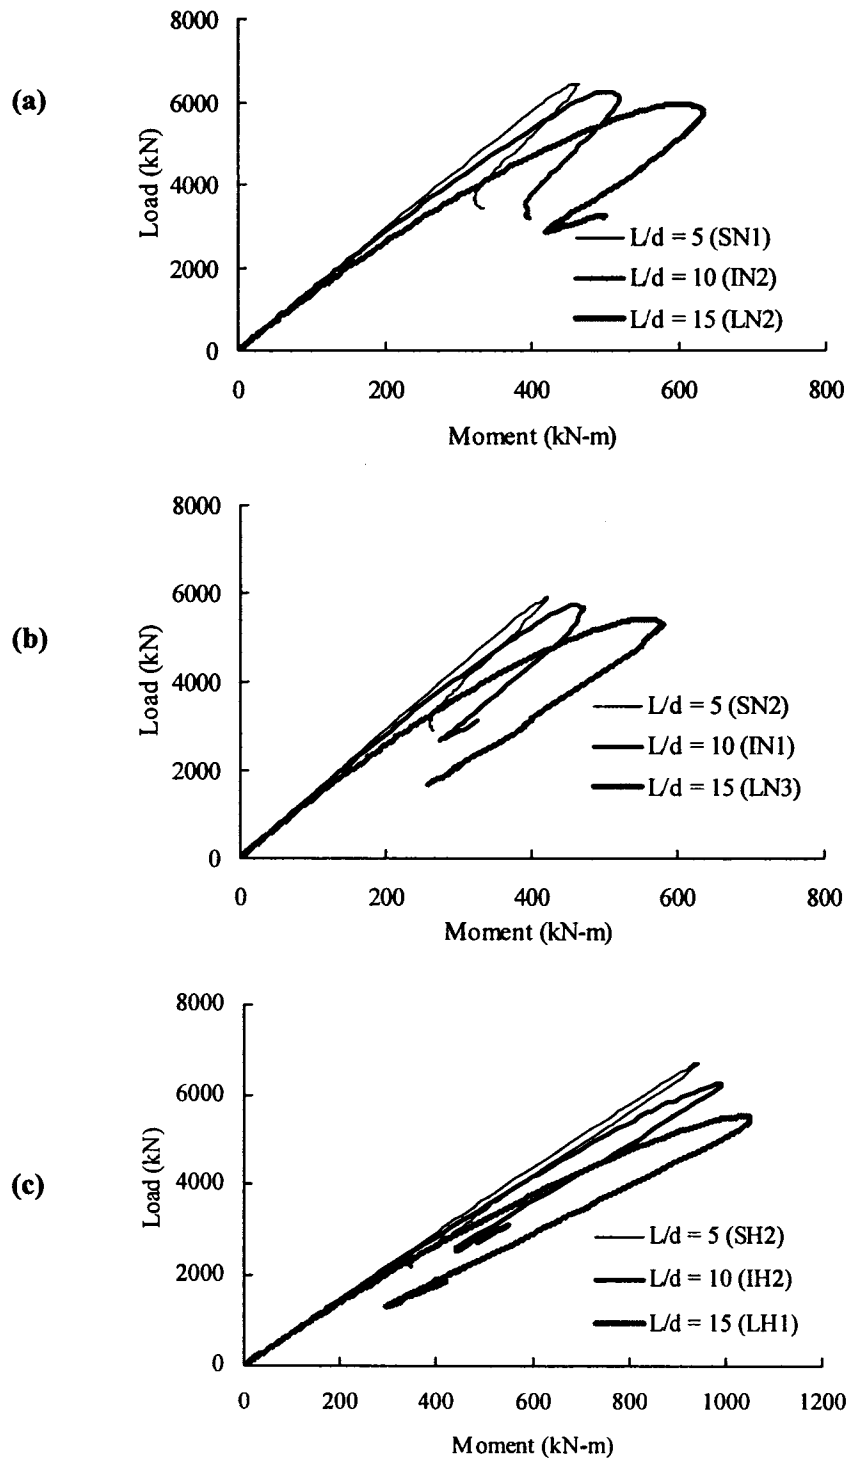 (a)
Load (kN)
8000
6000
4000
2000
0
L/d = 5 (SN1)
L/d = 10 (IN2)
L/d = 15 (LN2)
0 200 400 600 800
Moment (kN-m)
(b)
Load (kN)
8000
6000
4000
2000
0
L/d = 5 (SN2)
L/d = 10 (IN1)
L/d = 15 (LN3)
0 200 400 600 800
Moment (kN-m)
(c)
Load (kN)
8000
6000
4000
2000
0
L/d = 5 (SH2)
L/d = 10 (IH2)
L/d = 15 (LH1)
0 200 400 600 800 1000 1200
Moment (kN-m)